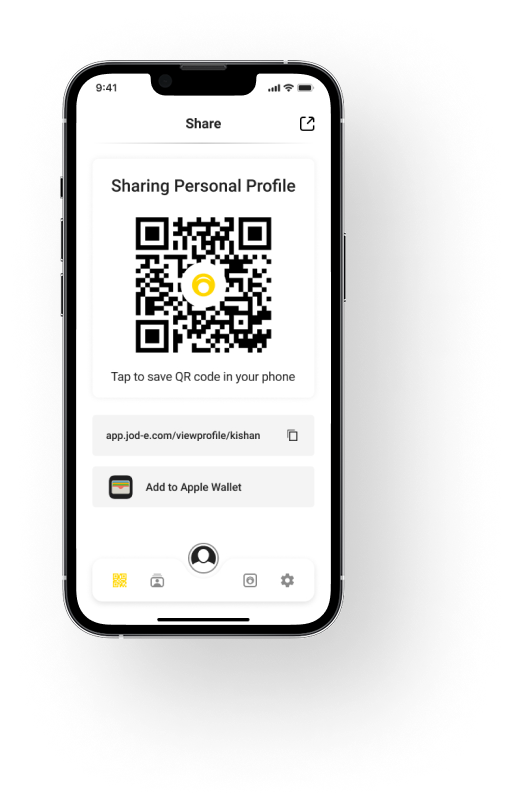 9:41
Share
Sharing Personal Profile
Tap to save QR code in your phone
app.jod-e.com/viewprofile/kishan
Add to Apple Wallet